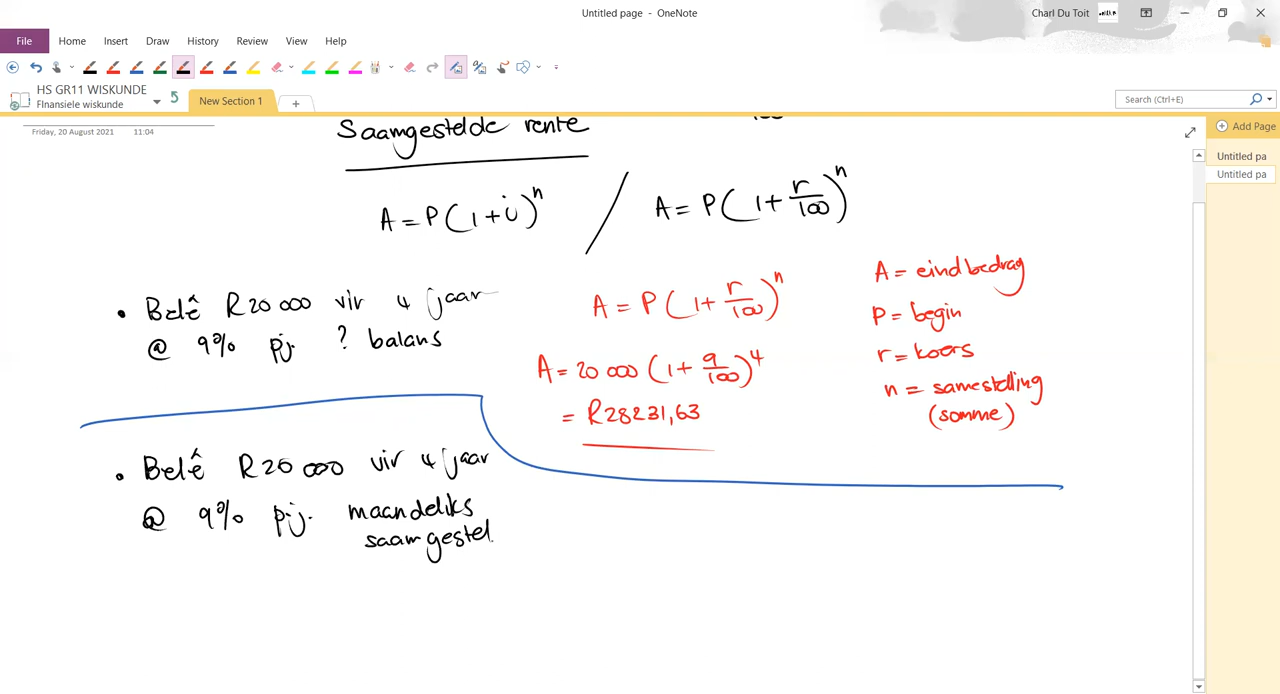 Untitled page - OneNote
Charl Du Toit
File Home Insert Draw History Review View Help
HS GR11 WISKUNDE
FInansiele wiskunde
New Section 1
+
Search (Ctrl+E)
Friday, 20 August 2021 11:04
Add Page
Untitled pa
Untitled pa
Saamgestelde rente
A = P(1+i)^n / A = P(1+r/100)^n
• Belê R20 000 vir 4 jaar
@ 9% pj. ? balans
A = P(1+r/100)^n
A = 20 000 (1+9/100)^4
= R28231,63
A = eindbedrag
P = begin
r = koers
n = samestelling
(somme)
• Belê R20 000 vir 4 jaar
@ 9% p.j. maandeliks
saamgestel